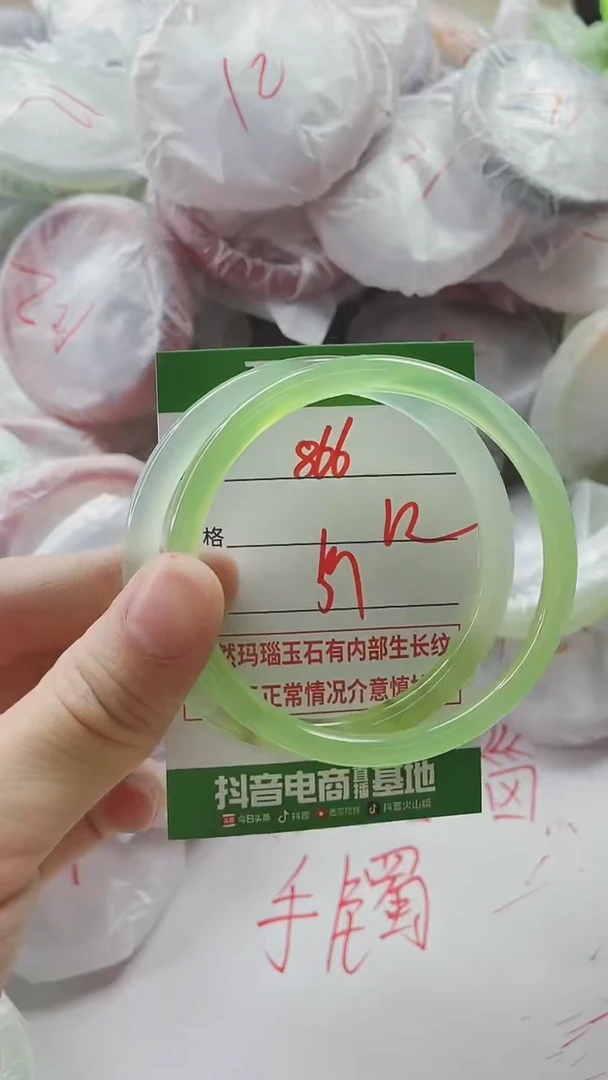 12
866
格
12
57
然玛瑙玉石有内部生长纹
正常情况介意慎拍
抖音电商直播基地
今日头条 抖音 西瓜视频 抖音火山版
瑙
手镯